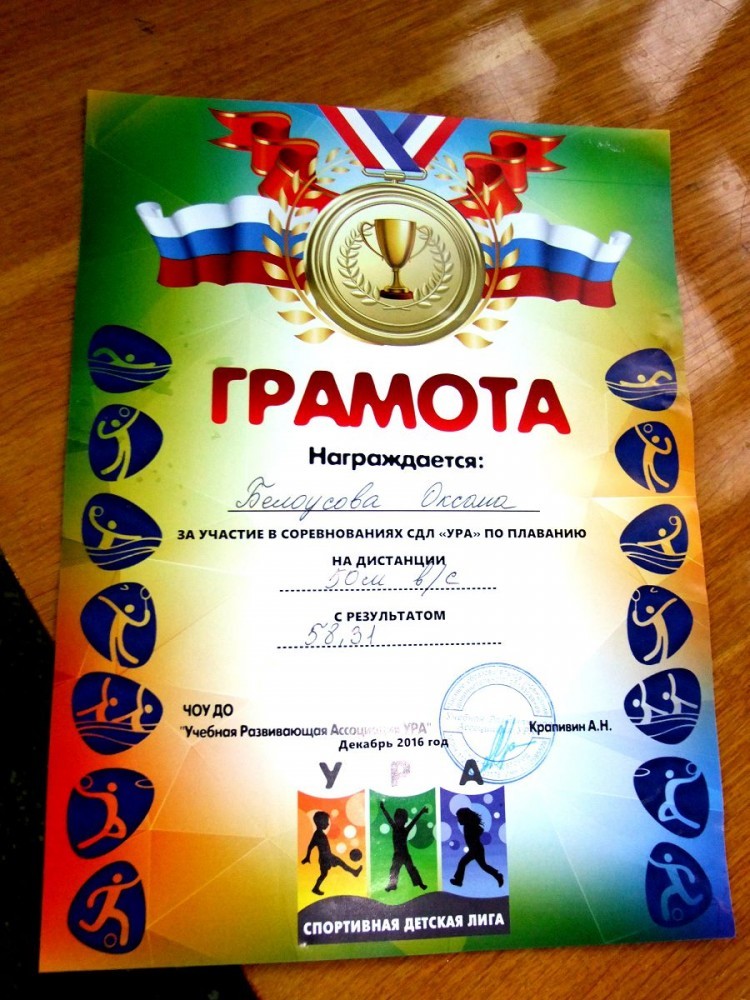 ГРАМОТА
Награждается:
Белоусова Оксана
ЗА УЧАСТИЕ В СОРЕВНОВАНИЯХ СДЛ «УРА» ПО ПЛАВАНИЮ
НА ДИСТАНЦИИ
50м в/с
С РЕЗУЛЬТАТОМ
58,31
ЧОУ ДО
"Учебная Развивающая Ассоциация УРА" Крапивин А.Н.
Декабрь 2016 год
УРА
СПОРТИВНАЯ ДЕТСКАЯ ЛИГА